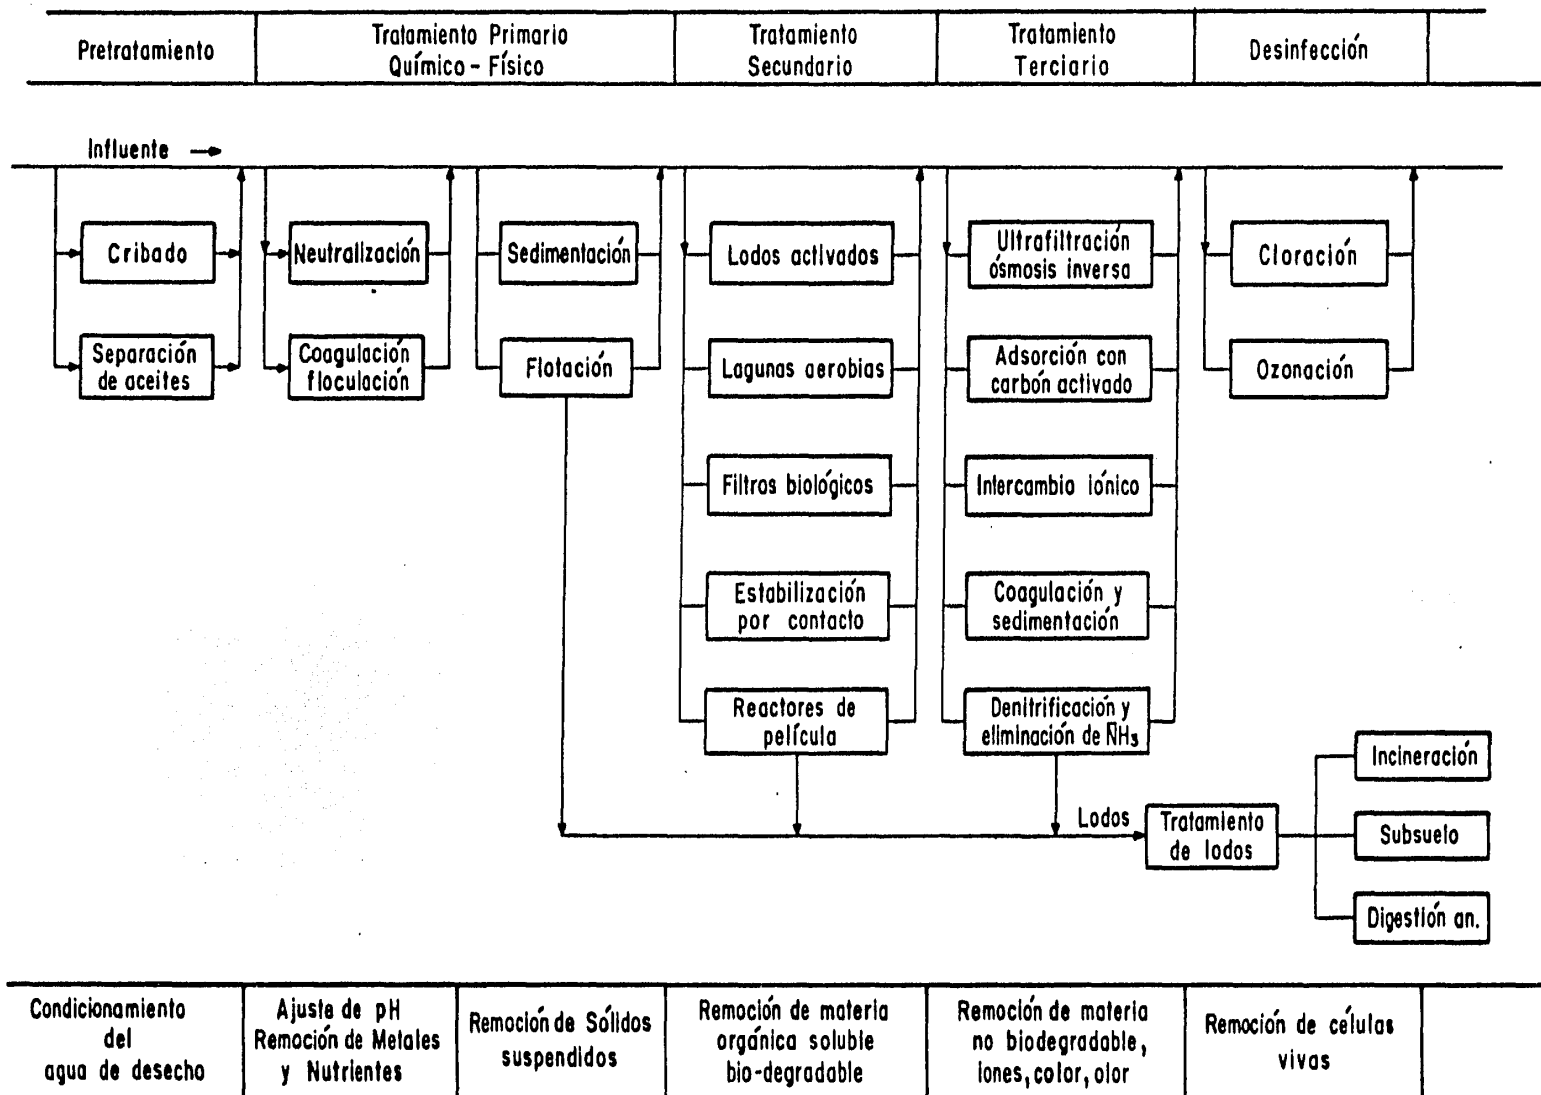 Pretratamiento
Tratamiento Primario
Químico - Físico
Tratamiento
Secundario
Tratamiento
Terciario
Desinfección
Influente
Cribado
Separación
de aceites
Neutralización
Coagulación
floculación
Sedimentación
Flotación
Lodos activados
Lagunas aerobias
Filtros biológicos
Estabilización
por contacto
Reactores de
película
Ultrafiltración
ósmosis inversa
Adsorción con
carbón activado
Intercambio iónico
Coagulación y
sedimentación
Denitrificación y
eliminación de NH₃
Cloración
Ozonación
Lodos
Tratamiento
de lodos
Incineración
Subsuelo
Digestión an.
Condicionamiento
del
agua de desecho
Ajuste de pH
Remoción de Metales
y Nutrientes
Remoción de Sólidos
suspendidos
Remoción de materia
orgánica soluble
bio-degradable
Remoción de materia
no biodegradable,
iones, color, olor
Remoción de células
vivas